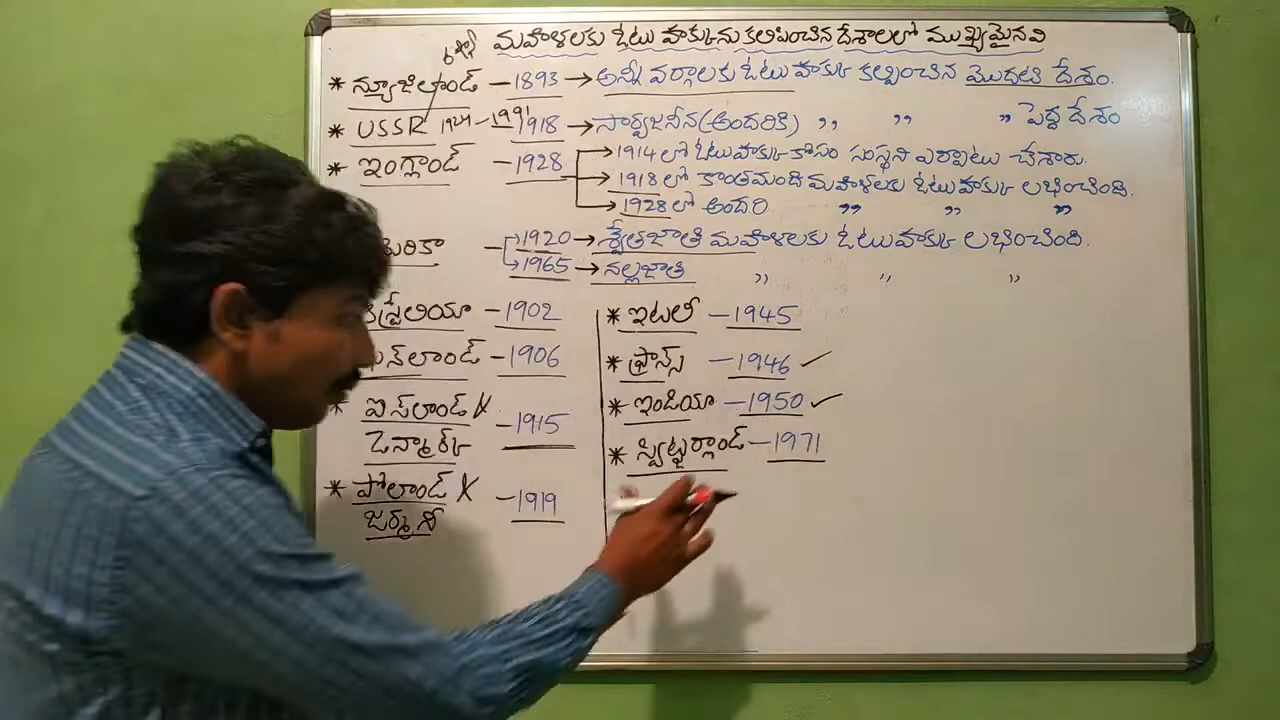 మహిళలకు ఓటు హక్కును కలిపించిన దేశాలలో ముఖ్యమైనవి
* న్యూజిలాండ్ – 1893 → అన్ని వర్గాలకు ఓటు హక్కు కల్పించిన మొదటి దేశం.
* USSR – 1918 → సార్వజనీన(అందరికి) ,, ,, ,, పెద్ద దేశం
* ఇంగ్లాండ్ – 1928 → 1914 లో ఓటుహక్కు కోసం సంస్థని ఏర్పాటు చేశారు.
→ 1918 లో కొంతమంది మహిళలకు ఓటు హక్కు లభించింది.
→ 1928 లో అందరి ,, ,, ,,
మెరికా – → 1920 → శ్వేతజాతి మహిళలకు ఓటుహక్కు లభించింది.
→ 1965 → నల్లజాతి ,, ,, ,,
స్ట్రేలియా – 1902
న్‌లాండ్ – 1906
* ఐస్‌లాండ్ X
డెన్మార్క్ – 1915
* పోలాండ్ X
జర్మనీ – 1919
* ఇటలీ – 1945
* ఫ్రాన్స్ – 1946 ✓
* ఇండియా – 1950 ✓
* స్విట్జర్లాండ్ – 1971